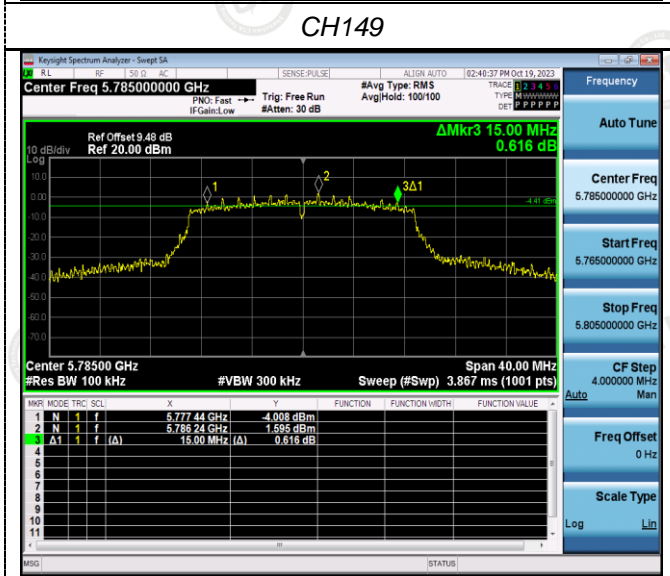 CH149
Keysight Spectrum Analyzer - Swept SA
RL RF 50 Ω AC SENSE:PULSE ALIGN AUTO 02:40:37 PM Oct 19, 2023
Center Freq 5.785000000 GHz
PNO: Fast
IFGain:Low
Trig: Free Run
#Atten: 30 dB
#Avg Type: RMS
Avg|Hold: 100/100
TRACE 1 2 3 4 5 6
TYPE M W W W W W
DET P P P P P P
Frequency
Auto Tune
Center Freq
5.785000000 GHz
Start Freq
5.765000000 GHz
Stop Freq
5.805000000 GHz
CF Step
4.000000 MHz
Auto Man
Freq Offset
0 Hz
Scale Type
Log Lin
ΔMkr3 15.00 MHz
0.616 dB
Ref Offset 9.48 dB
10 dB/div Ref 20.00 dBm
Log
10.0
0.00
-10.0
-20.0
-30.0
-40.0
-50.0
-60.0
-70.0
1
2
3Δ1
-4.41 dBm
Center 5.78500 GHz Span 40.00 MHz
#Res BW 100 kHz #VBW 300 kHz Sweep (#Swp) 3.867 ms (1001 pts)
MKR MODE TRC SCL X Y FUNCTION FUNCTION WIDTH FUNCTION VALUE
1 N 1 f 5.777 44 GHz -4.008 dBm
2 N 1 f 5.786 24 GHz 1.595 dBm
3 Δ1 1 f (Δ) 15.00 MHz (Δ) 0.616 dB
4
5
6
7
8
9
10
11
MSG STATUS